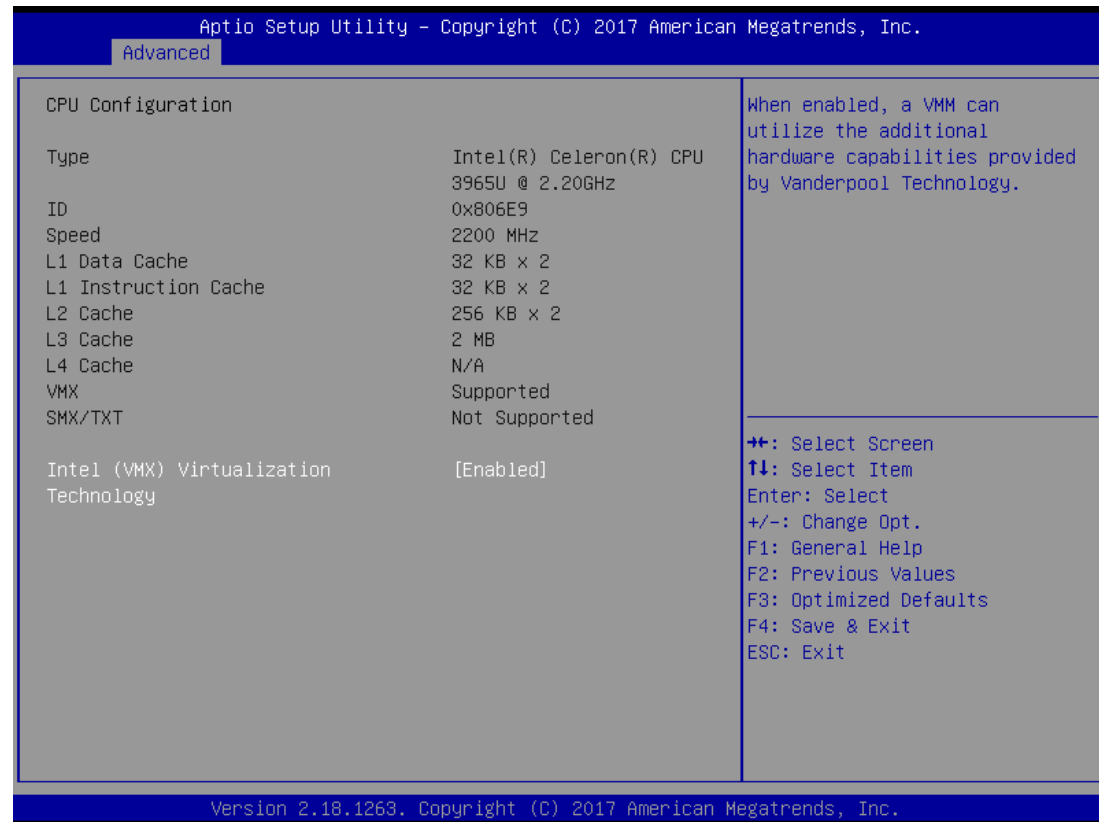 Aptio Setup Utility – Copyright (C) 2017 American Megatrends, Inc.
Advanced
CPU Configuration
Type Intel(R) Celeron(R) CPU
3965U @ 2.20GHz
ID 0x806E9
Speed 2200 MHz
L1 Data Cache 32 KB x 2
L1 Instruction Cache 32 KB x 2
L2 Cache 256 KB x 2
L3 Cache 2 MB
L4 Cache N/A
VMX Supported
SMX/TXT Not Supported
Intel (VMX) Virtualization [Enabled]
Technology
When enabled, a VMM can
utilize the additional
hardware capabilities provided
by Vanderpool Technology.
→←: Select Screen
↑↓: Select Item
Enter: Select
+/-: Change Opt.
F1: General Help
F2: Previous Values
F3: Optimized Defaults
F4: Save & Exit
ESC: Exit
Version 2.18.1263. Copyright (C) 2017 American Megatrends, Inc.